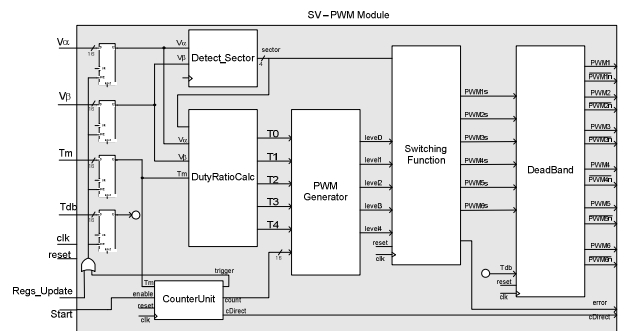 SV-PWM Module
Vα
16
Vβ
16
Tm
16
Tdb
16
clk
reset
Regs_Update
Start
Vα
Vβ
Detect_Sector
sector
4
Vα
Vβ
Tm
DutyRatioCalc
T0
T1
T2
T3
T4
PWM
Generator
16
level0
level1
level2
level3
level4
reset
clk
Switching
Function
PWM1s
PWM2s
PWM3s
PWM4s
PWM5s
PWM6s
DeadBand
Tdb
reset
clk
PWM1
PWM1n
PWM2
PWM2n
PWM3
PWM3n
PWM4
PWM4n
PWM5
PWM5n
PWM6
PWM6n
error
cDirect
trigger
Tm
enable
reset
clk
CounterUnit
count
cDirect